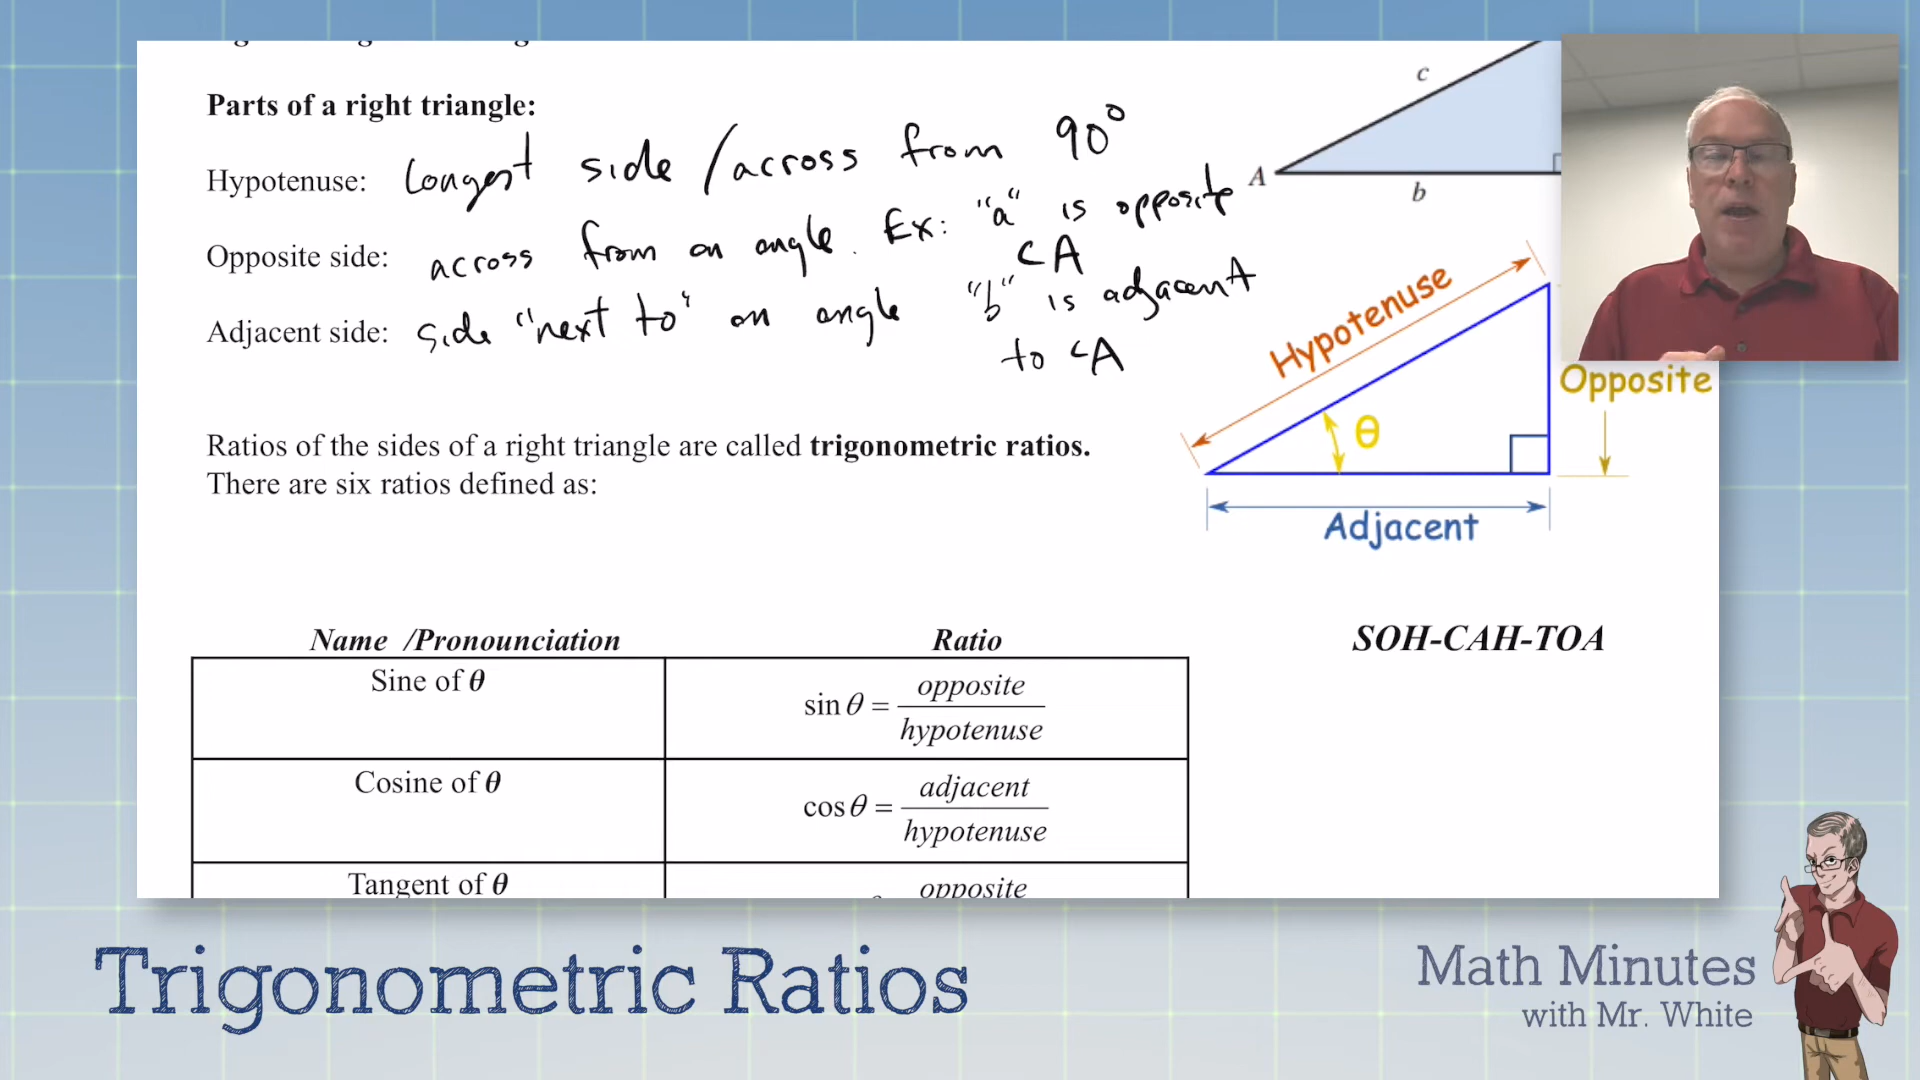 Parts of a right triangle:
Hypotenuse: Longest side / across from 90°
Opposite side: across from an angle. Ex: "a" is opposite
∠A
Adjacent side: side "next to" an angle "b" is adjacent
to ∠A
c
A
b
Hypotenuse
θ
Opposite
Adjacent
Ratios of the sides of a right triangle are called trigonometric ratios.
There are six ratios defined as:
Name /Pronounciation Ratio SOH-CAH-TOA
Sine of θ sin θ = opposite / hypotenuse
Cosine of θ cos θ = adjacent / hypotenuse
Tangent of θ opposite
Trigonometric Ratios
Math Minutes
with Mr. White